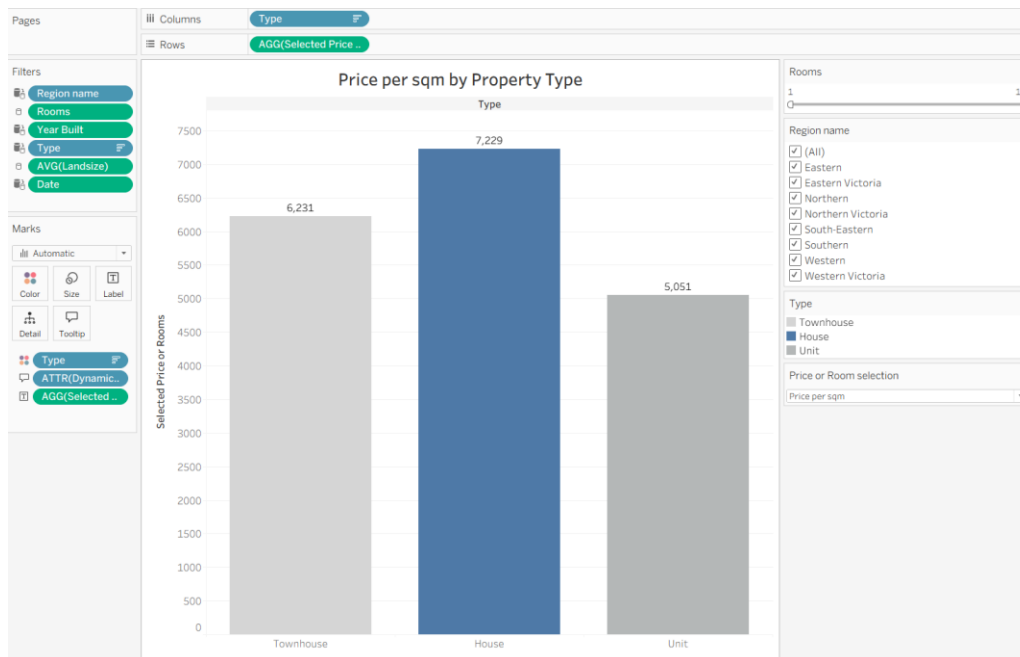 Pages
Columns
Type
Rows
AGG(Selected Price ..
Filters
Region name
Rooms
Year Built
Type
AVG(Landsize)
Date
Marks
Automatic
Color
Size
Label
Detail
Tooltip
Type
ATTR(Dynamic..
AGG(Selected ..
Price per sqm by Property Type
Type
Selected Price or Rooms
7500
7000
6500
6000
5500
5000
4500
4000
3500
3000
2500
2000
1500
1000
500
0
6,231
7,229
5,051
Townhouse
House
Unit
Rooms
1
1
Region name
(All)
Eastern
Eastern Victoria
Northern
Northern Victoria
South-Eastern
Southern
Western
Western Victoria
Type
Townhouse
House
Unit
Price or Room selection
Price per sqm